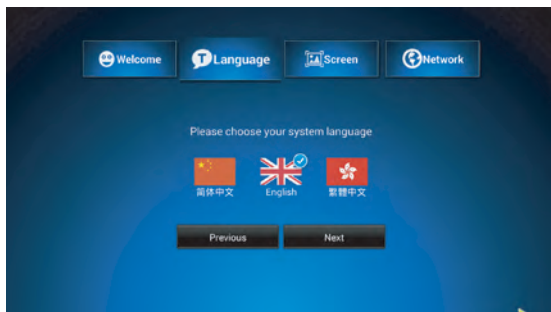 Welcome Language Screen Network
Please choose your system language
简体中文 English 繁體中文
Previous Next